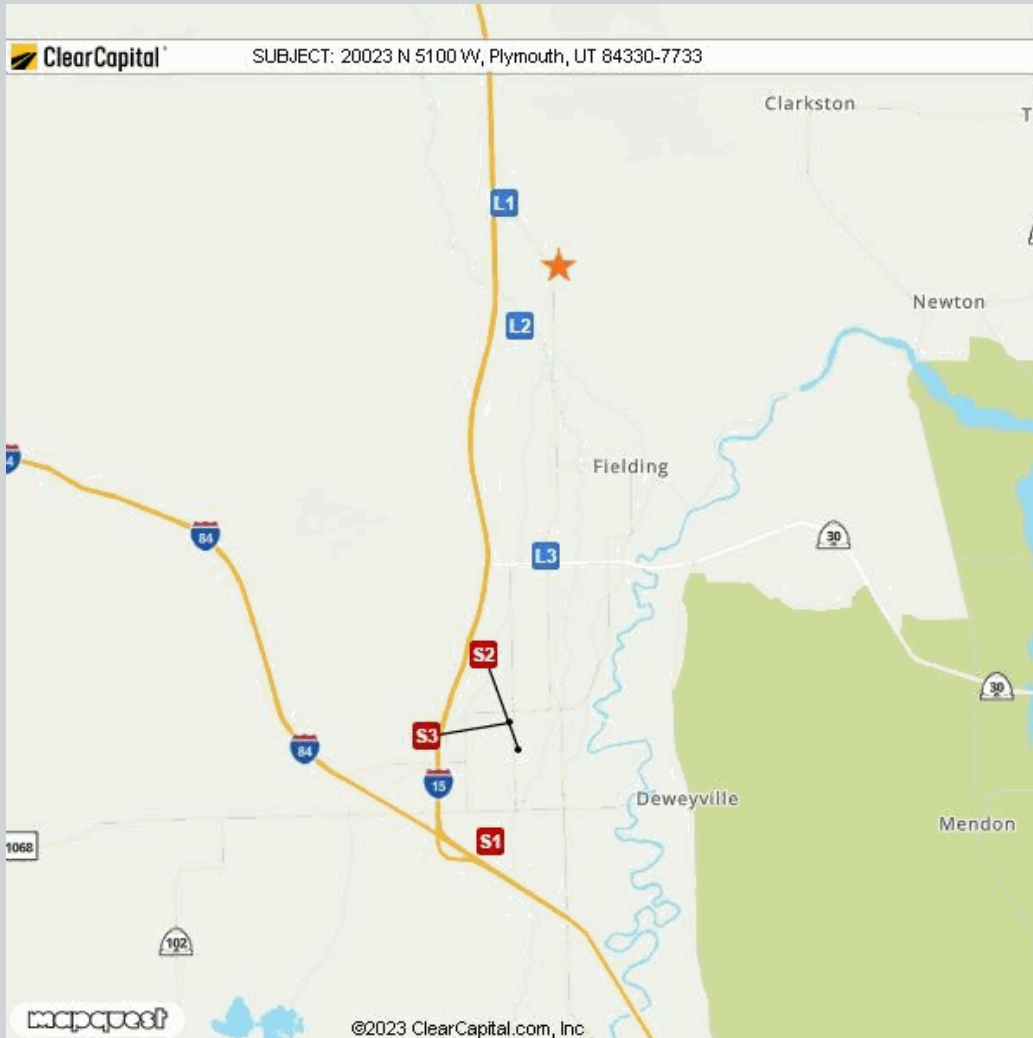 ClearCapital SUBJECT: 20023 N 5100 W, Plymouth, UT 84330-7733
Clarkston
L1
Newton
L2
Fielding
84
30
L3
S2
30
S3
84
15
Deweyville
Mendon
S1
1068
102
mapquest
©2023 ClearCapital.com, Inc